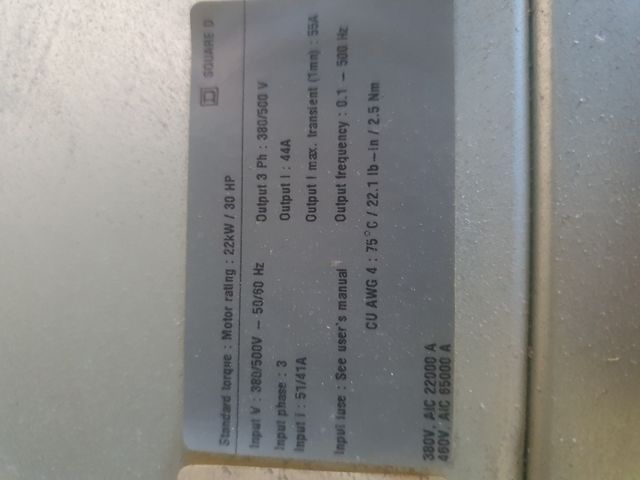 SQUARE D
Standard torque : Motor rating : 22kW / 30 HP
Input V : 380/500V – 50/60 Hz Output 3 Ph : 380/500 V
Input phase : 3 Output I : 44A
Input I : 51/41A Output I max. transient (1mn) : 55A
Input fuse : See user's manual Output frequency : 0.1 – 500 Hz
CU AWG 4 : 75°C / 22.1 lb–in / 2.5 Nm
380V, AIC 22000 A
460V, AIC 65000 A